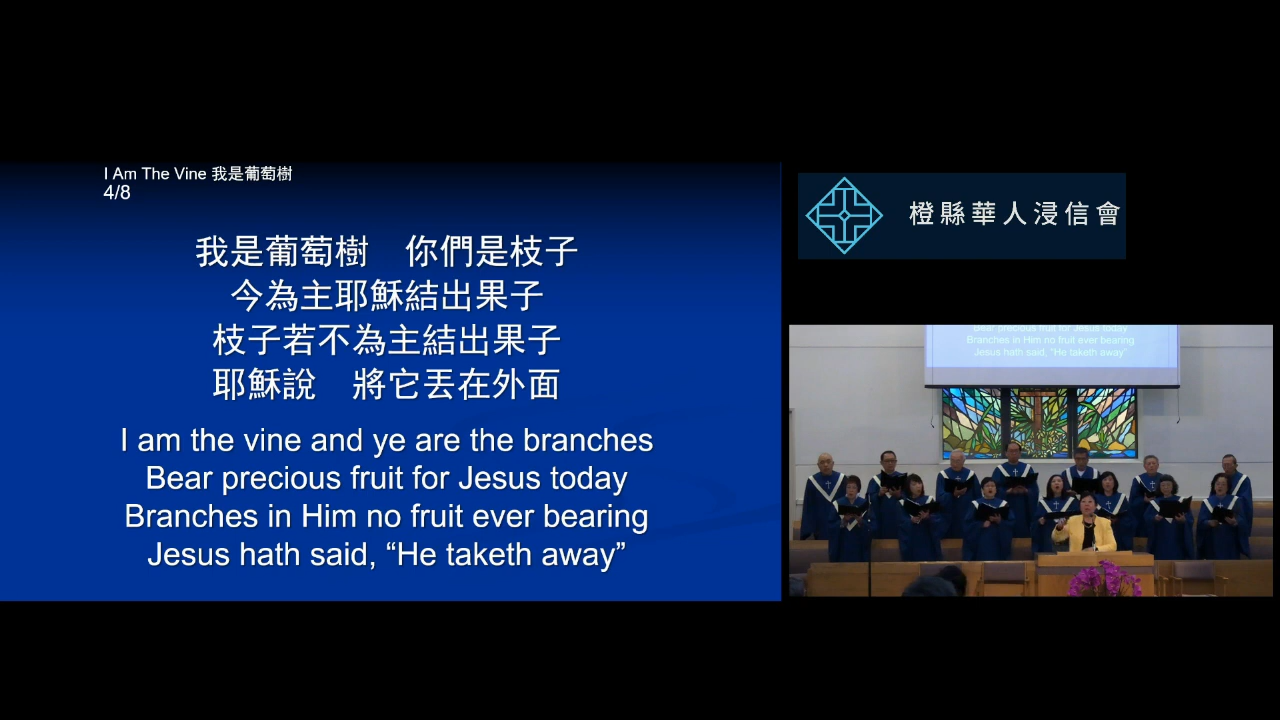 I Am The Vine 我是葡萄樹
4/8
我是葡萄樹　你們是枝子
今為主耶穌結出果子
枝子若不為主結出果子
耶穌說　將它丟在外面
I am the vine and ye are the branches
Bear precious fruit for Jesus today
Branches in Him no fruit ever bearing
Jesus hath said, “He taketh away”
橙縣華人浸信會
Bear precious fruit for Jesus today
Branches in Him no fruit ever bearing
Jesus hath said, “He taketh away”